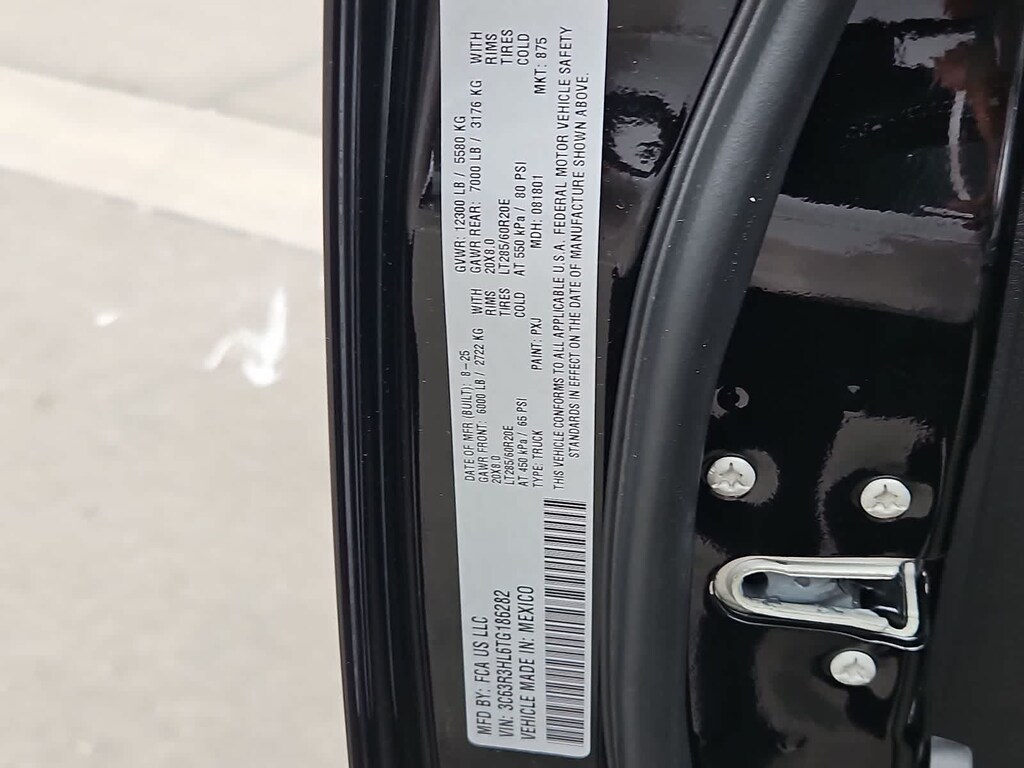 MFD BY: FCA US LLC
VIN: 3C63R3HL6TG186282
VEHICLE MADE IN: MEXICO
DATE OF MFR (BUILT): 8-25 GVWR: 12300 LB / 5580 KG
GAWR FRONT: 6000 LB / 2722 KG WITH GAWR REAR: 7000 LB / 3176 KG WITH
20X8.0 RIMS 20X8.0 RIMS
LT285/60R20E TIRES LT285/60R20E TIRES
AT 450 kPa / 65 PSI COLD AT 550 kPa / 80 PSI COLD
TYPE: TRUCK PAINT: PXJ MDH: 081801 MKT: 875
THIS VEHICLE CONFORMS TO ALL APPLICABLE U.S.A. FEDERAL MOTOR VEHICLE SAFETY
STANDARDS IN EFFECT ON THE DATE OF MANUFACTURE SHOWN ABOVE.